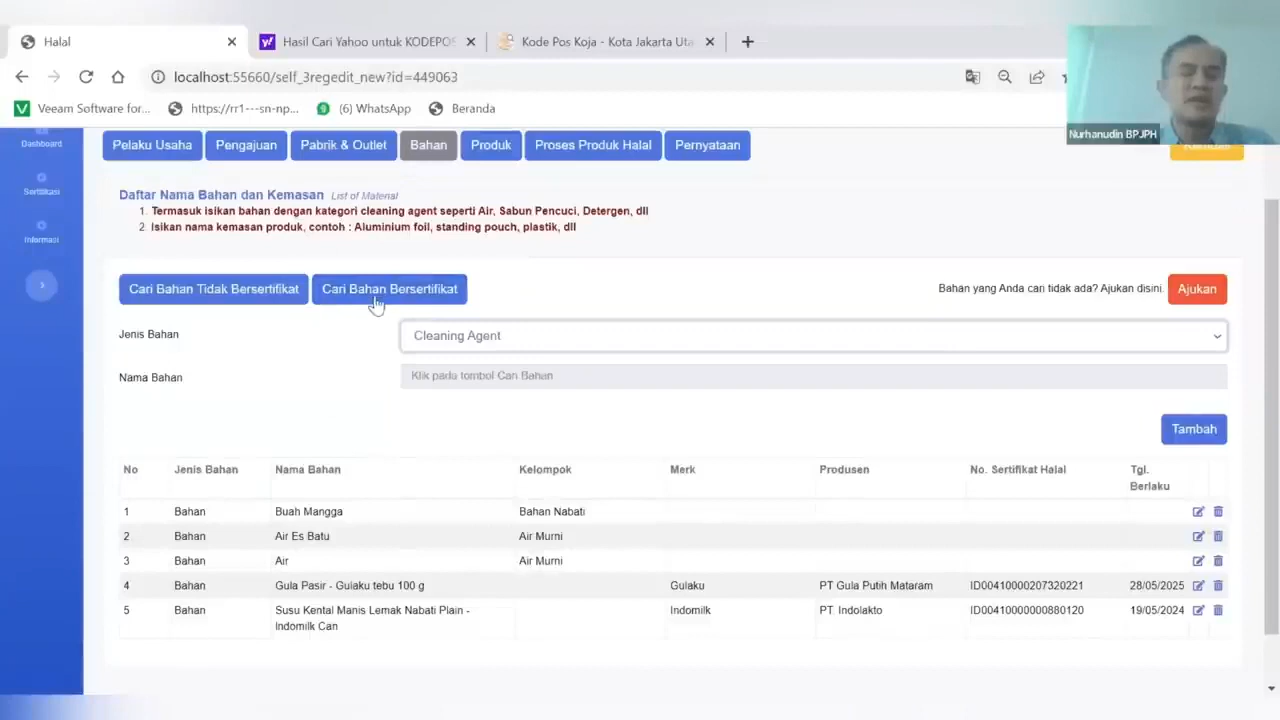 Halal
Hasil Cari Yahoo untuk KODEPOS
Kode Pos Koja - Kota Jakarta Uta
localhost:55660/self_3regedit_new?id=449063
Veeam Software for...
https://rr1---sn-np...
(6) WhatsApp
Beranda
Nurhanudin BPJPH
Dashboard
Sertifikasi
Informasi
Pelaku Usaha
Pengajuan
Pabrik & Outlet
Bahan
Produk
Proses Produk Halal
Pernyataan
Daftar Nama Bahan dan Kemasan List of Material
1. Termasuk isikan bahan dengan kategori cleaning agent seperti Air, Sabun Pencuci, Detergen, dll
2. Isikan nama kemasan produk, contoh : Aluminium foil, standing pouch, plastik, dll
Cari Bahan Tidak Bersertifikat
Cari Bahan Bersertifikat
Bahan yang Anda cari tidak ada? Ajukan disini.
Ajukan
Jenis Bahan
Cleaning Agent
Nama Bahan
Klik pada tombol Cari Bahan
Tambah
No Jenis Bahan Nama Bahan Kelompok Merk Produsen No. Sertifikat Halal Tgl. Berlaku
1 Bahan Buah Mangga Bahan Nabati
2 Bahan Air Es Batu Air Murni
3 Bahan Air Air Murni
4 Bahan Gula Pasir - Gulaku tebu 100 g Gulaku PT Gula Putih Mataram ID00410000207320221 28/05/2025
5 Bahan Susu Kental Manis Lemak Nabati Plain - Indomilk PT Indolakto ID00410000000880120 19/05/2024
Indomilk Can